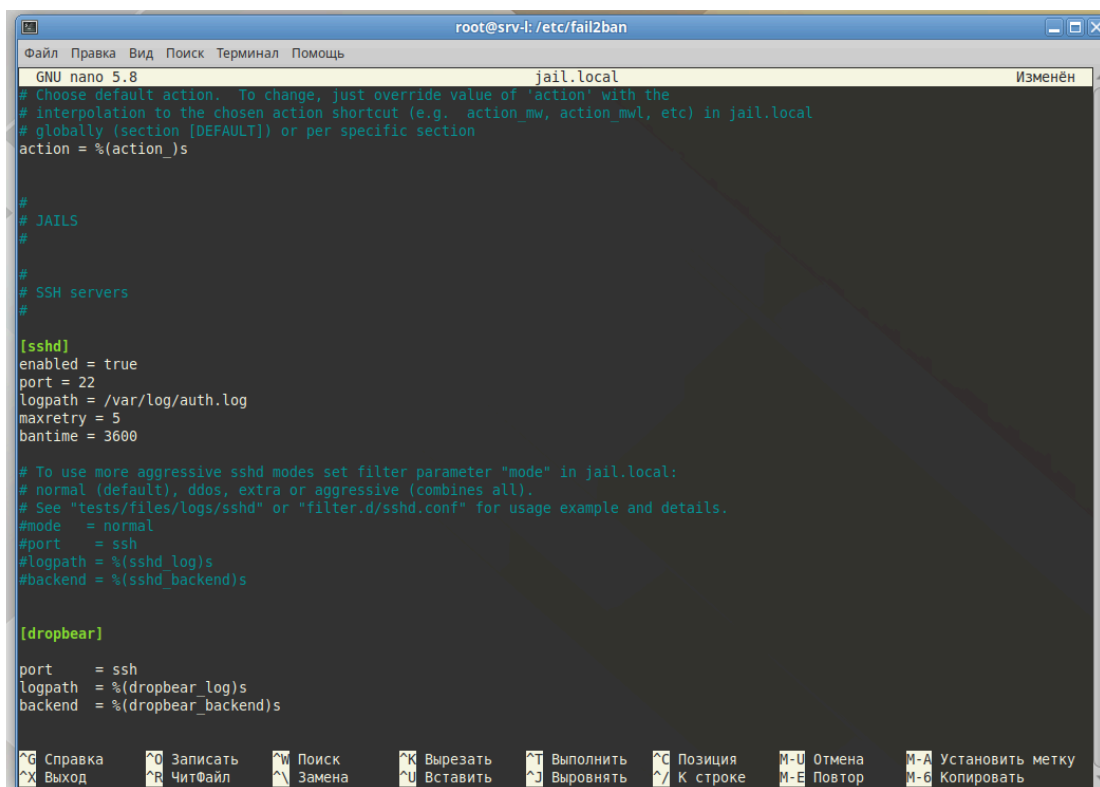 root@srv-l: /etc/fail2ban
Файл Правка Вид Поиск Терминал Помощь
GNU nano 5.8 jail.local Изменён
# Choose default action.  To change, just override value of 'action' with the
# interpolation to the chosen action shortcut (e.g.  action_mw, action_mwl, etc) in jail.local
# globally (section [DEFAULT]) or per specific section
action = %(action_)s
#
# JAILS
#
#
# SSH servers
#
[sshd]
enabled = true
port = 22
logpath = /var/log/auth.log
maxretry = 5
bantime = 3600
# To use more aggressive sshd modes set filter parameter "mode" in jail.local:
# normal (default), ddos, extra or aggressive (combines all).
# See "tests/files/logs/sshd" or "filter.d/sshd.conf" for usage example and details.
#mode   = normal
#port    = ssh
#logpath = %(sshd_log)s
#backend = %(sshd_backend)s
[dropbear]
port     = ssh
logpath  = %(dropbear_log)s
backend  = %(dropbear_backend)s
^G Справка ^O Записать ^W Поиск ^K Вырезать ^T Выполнить ^C Позиция M-U Отмена M-A Установить метку
^X Выход ^R ЧитФайл ^\ Замена ^U Вставить ^J Выровнять ^/ К строке M-E Повтор M-6 Копировать